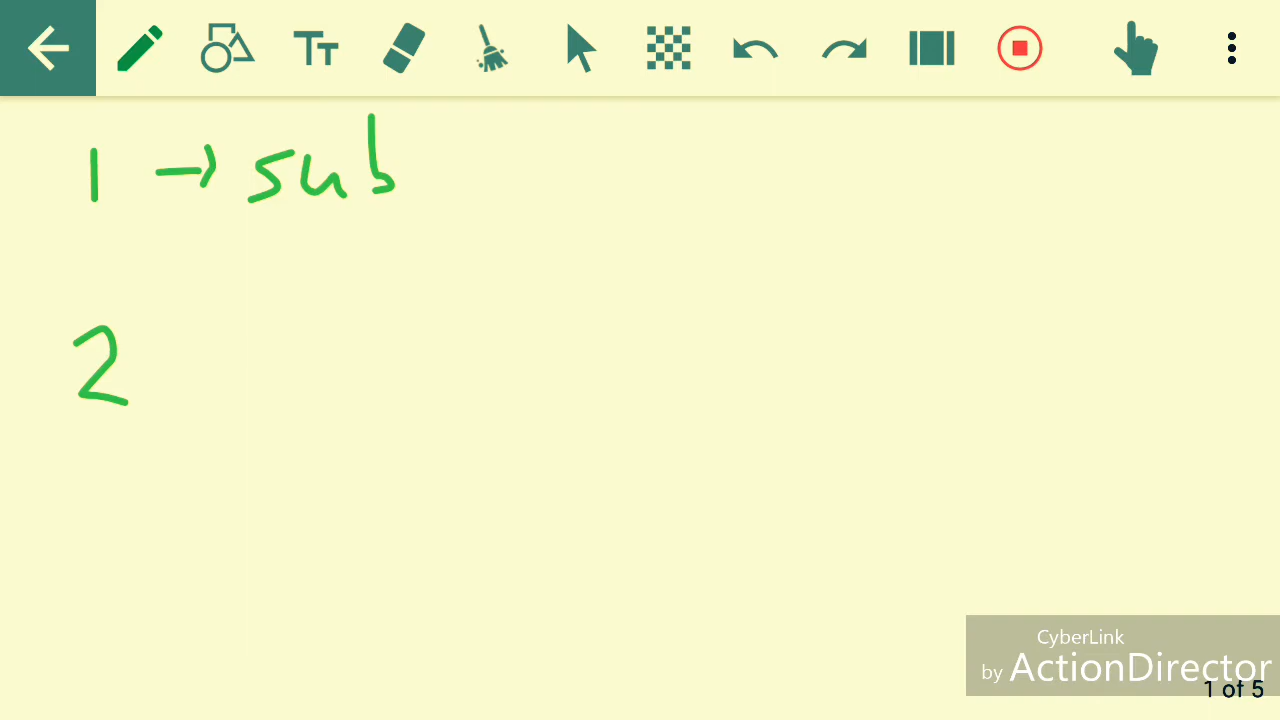 1 → sub
2
CyberLink
by ActionDirector
1 of 5